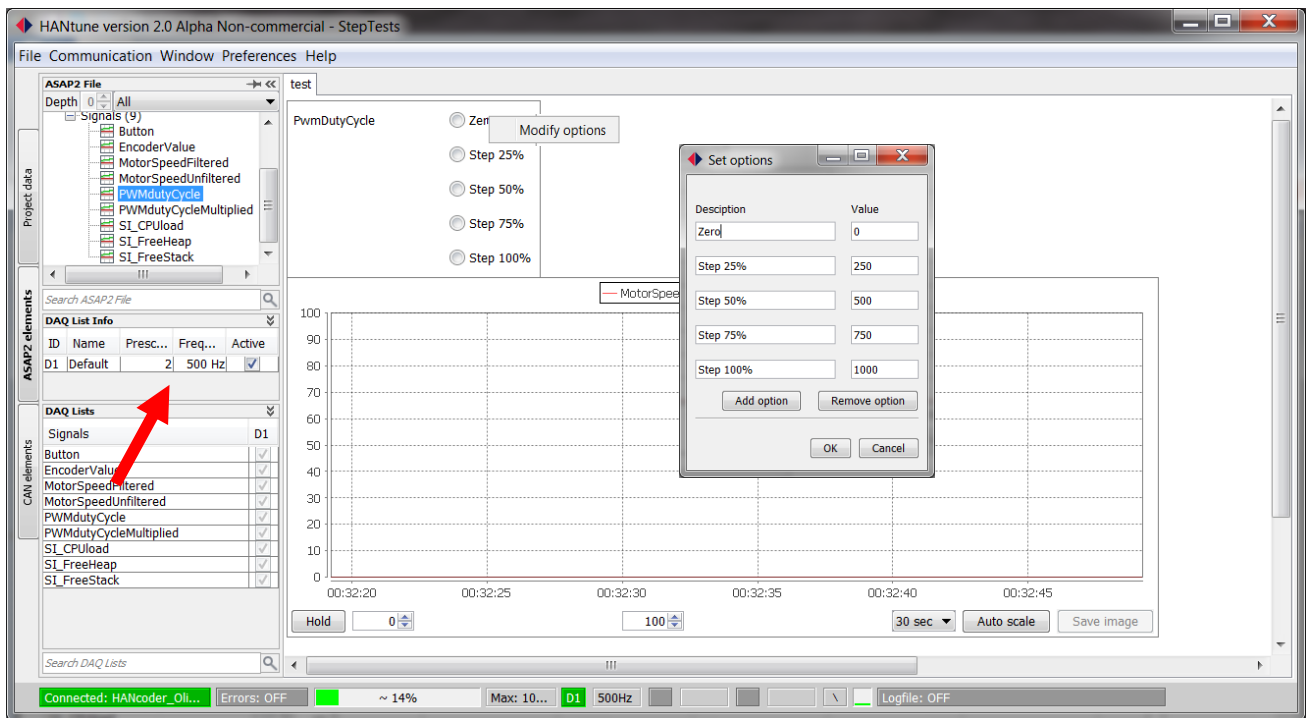 HANtune version 2.0 Alpha Non-commercial - StepTests
File Communication Window Preferences Help
Project data
ASAP2 elements
CAN elements
ASAP2 File
Depth 0 All
Signals (9)
Button
EncoderValue
MotorSpeedFiltered
MotorSpeedUnfiltered
PWMdutyCycle
PWMdutyCycleMultiplied
SI_CPUload
SI_FreeHeap
SI_FreeStack
Search ASAP2 File
DAQ List Info
ID Name Presc... Freq... Active
D1 Default 2 500 Hz
DAQ Lists
Signals D1
Button
EncoderValue
MotorSpeedFiltered
MotorSpeedUnfiltered
PWMdutyCycle
PWMdutyCycleMultiplied
SI_CPUload
SI_FreeHeap
SI_FreeStack
Search DAQ Lists
test
PwmDutyCycle
Zer
Modify options
Step 25%
Step 50%
Step 75%
Step 100%
Set options
Desciption Value
Zero 0
Step 25% 250
Step 50% 500
Step 75% 750
Step 100% 1000
Add option Remove option
OK Cancel
MotorSpee
100
90
80
70
60
50
40
30
20
10
0
00:32:20 00:32:25 00:32:30 00:32:35 00:32:40 00:32:45
Hold 0 100 30 sec Auto scale Save image
Connected: HANcoder_Oli... Errors: OFF ~ 14% Max: 10... D1 500Hz \ Logfile: OFF